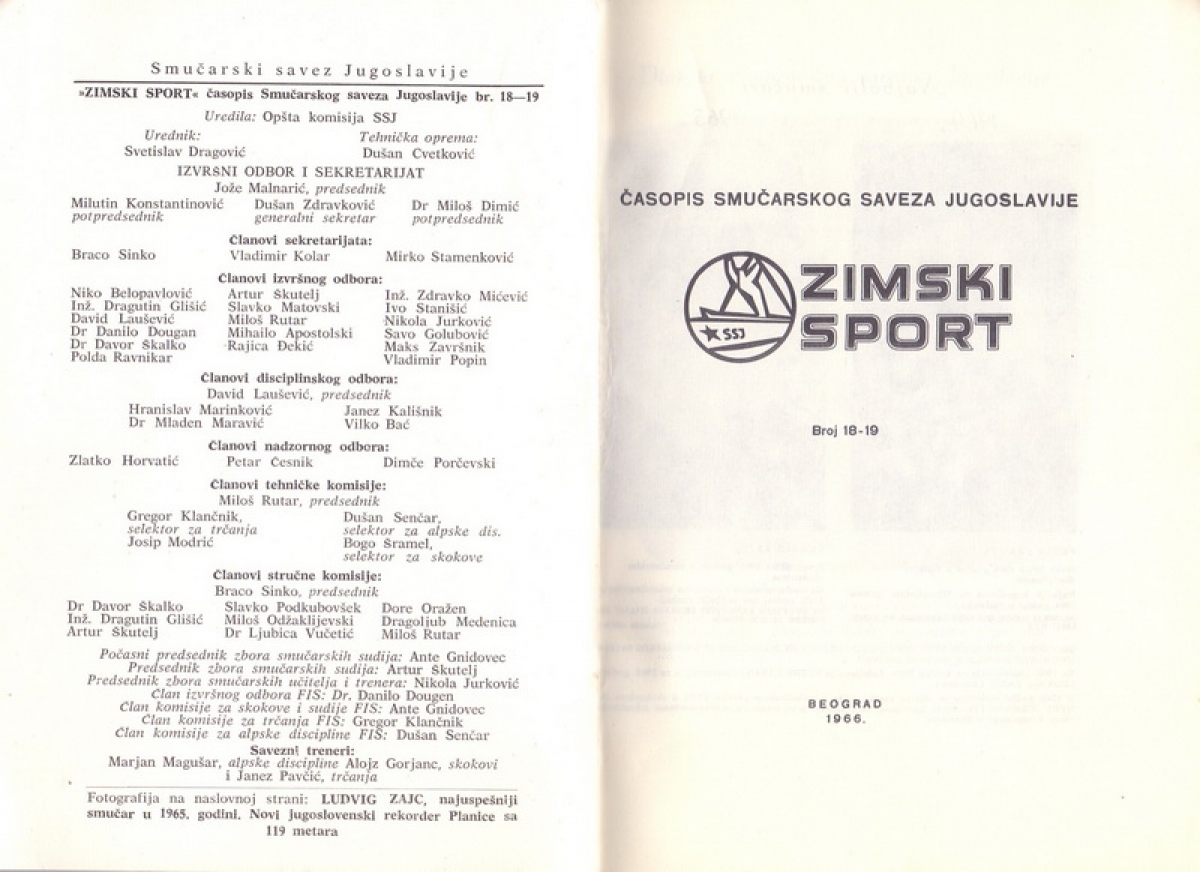 Smučarski savez Jugoslavije
»ZIMSKI SPORT« časopis Smučarskog saveza Jugoslavije br. 18—19
Uredila: Opšta komisija SSJ
Urednik: Tehnička oprema:
Svetislav Dragović Dušan Cvetković
IZVRSNI ODBOR I SEKRETARIJAT
Jože Malnarić, predsednik
Milutin Konstantinović Dušan Zdravković Dr Miloš Dimić
potpredsednik generalni sekretar potpredsednik
Članovi sekretarijata:
Braco Sinko Vladimir Kolar Mirko Stamenković
Članovi izvršnog odbora:
Niko Belopavlović Artur Škutelj Inž. Zdravko Mićević
Inž. Dragutin Glišić Slavko Matovski Ivo Stanišić
David Laušević Miloš Rutar Nikola Jurković
Dr Danilo Dougan Mihailo Apostolski Savo Golubović
Dr Davor Škalko Rajica Đekić Maks Završnik
Polda Ravnikar Vladimir Popin
Članovi disciplinskog odbora:
David Laušević, predsednik
Hranislav Marinković Janez Kališnik
Dr Mladen Maravić Vilko Bać
Članovi nadzornog odbora:
Zlatko Horvatić Petar Česnik Dimče Porčevski
Članovi tehničke komisije:
Miloš Rutar, predsednik
Gregor Klančnik, Dušan Senčar,
selektor za trčanja selektor za alpske dis.
Josip Modrić Bogo Šramel,
selektor za skokove
Članovi stručne komisije:
Braco Sinko, predsednik
Dr Davor Škalko Slavko Podkubovšek Dore Oražen
Inž. Dragutin Glišić Miloš Odžaklijevski Dragoljub Medenica
Artur Škutelj Dr Ljubica Vučetić Miloš Rutar
Počasni predsednik zbora smučarskih sudija: Ante Gnidovec
Predsednik zbora smučarskih sudija: Artur Škutelj
Predsednik zbora smučarskih učitelja i trenera: Nikola Jurković
Član izvršnog odbora FIS: Dr. Danilo Dougen
Član komisije za skokove i sudije FIS: Ante Gnidovec
Član komisije za trčanja FIS: Gregor Klančnik
Član komisije za alpske discipline FIS: Dušan Senčar
Savezni treneri:
Marjan Magušar, alpske discipline Alojz Gorjanc, skokovi
i Janez Pavčić, trčanja
Fotografija na naslovnoj strani: LUDVIG ZAJC, najuspešniji
smučar u 1965. godini. Novi jugoslovenski rekorder Planice sa
119 metara
ČASOPIS SMUČARSKOG SAVEZA JUGOSLAVIJE
SSJ
ZIMSKI
SPORT
Broj 18-19
BEOGRAD
1966.